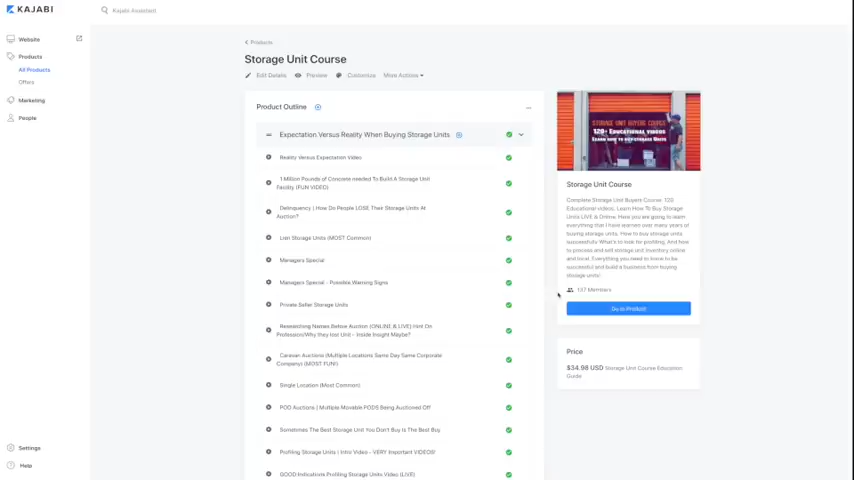 KAJABI
Kajabi Assistant
Website
Products
All Products
Offers
Marketing
People
Settings
Help
Products
Storage Unit Course
Edit Details
Preview
Customize
More Actions
Product Outline
Expectation Versus Reality When Buying Storage Units
Reality Versus Expectation Video
1 Million Pounds of Concrete needed To Build A Storage Unit
Facility (FUN VIDEO)
Delinquency | How Do People LOSE Their Storage Units At
Auction?
Lien Storage Units (MOST Common)
Managers Special
Managers Special - Possible Warning Signs
Private Seller Storage Units
Researching Names Before Auction (ONLINE & LIVE) Hint On
Profession/Why they lost Unit - Inside Insight Maybe?
Caravan Auctions (Multiple Locations Same Day Same Corporate
Company) (MOST FUN!)
Single Location (Most Common)
POD Auctions | Multiple Movable PODS Being Auctioned Off
Sometimes The Best Storage Unit You Don't Buy Is The Best Buy
Profiling Storage Units | Intro Video - VERY Important VIDEO!!
GOOD Indications Profiling Storage Units Video (LIVE)
STORAGE UNIT BUYERS COURSE
120+ EDUCATIONAL VIDEOS
LEARN HOW TO BUY STORAGE UNITS
Storage Unit Course
Complete Storage Unit Buyers Course. 120
Educational videos. Learn How To Buy Storage
Units LIVE & Online. Here you are going to learn
everything that I have learned over many years of
buying storage units. How to buy storage units
successfully. What's to look for profiling. And how
to process and sell storage unit inventory online
and local. Everything you need to know to be
successful and build a business from buying
storage units!
137 Members
Go to Product
Price
$34.98 USD Storage Unit Course Education
Guide